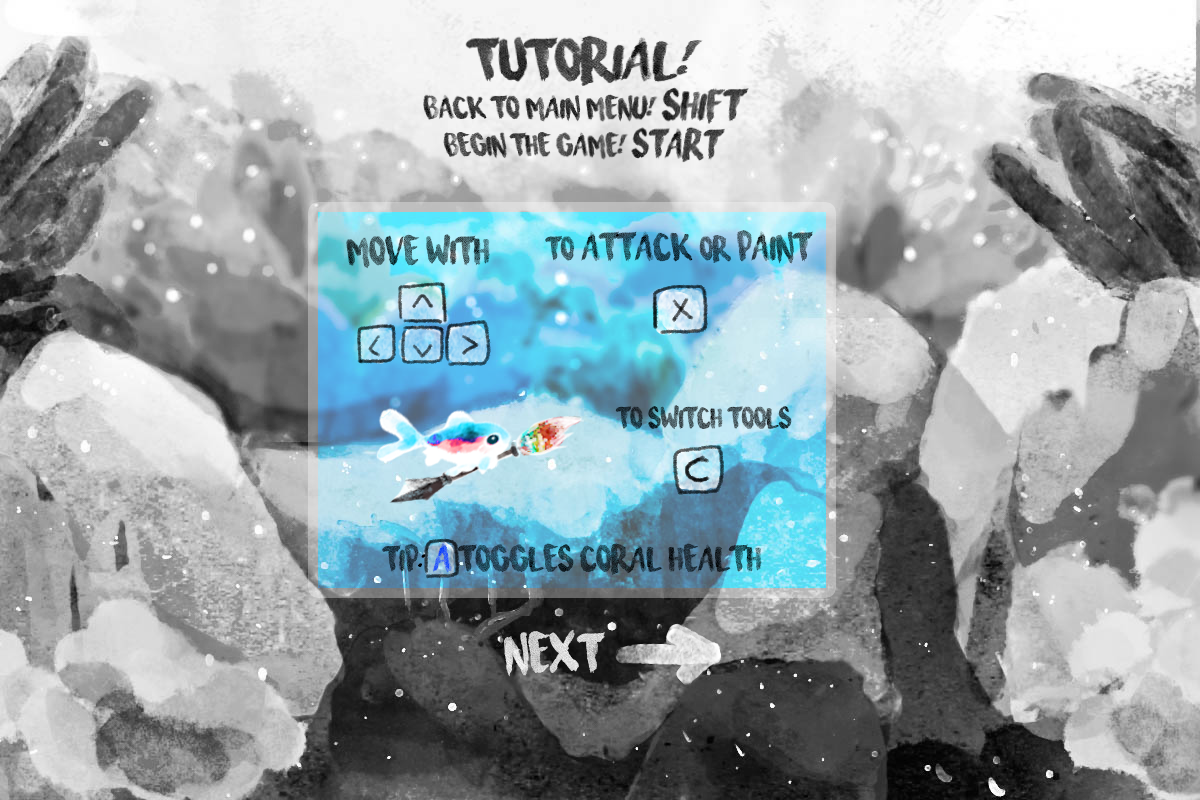 TUTORIAL!
BACK TO MAIN MENU! SHIFT
BEGIN THE GAME! START
MOVE WITH
^
< v >
TO ATTACK OR PAINT
X
TO SWITCH TOOLS
C
TIP: A TOGGLES CORAL HEALTH
NEXT